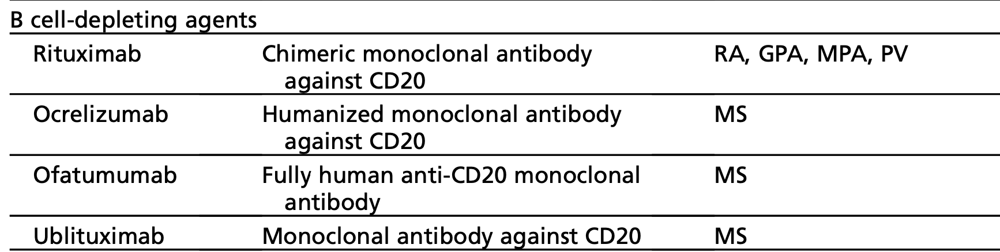 B cell-depleting agents
Rituximab Chimeric monoclonal antibody RA, GPA, MPA, PV
against CD20
Ocrelizumab Humanized monoclonal antibody MS
against CD20
Ofatumumab Fully human anti-CD20 monoclonal MS
antibody
Ublituximab Monoclonal antibody against CD20 MS